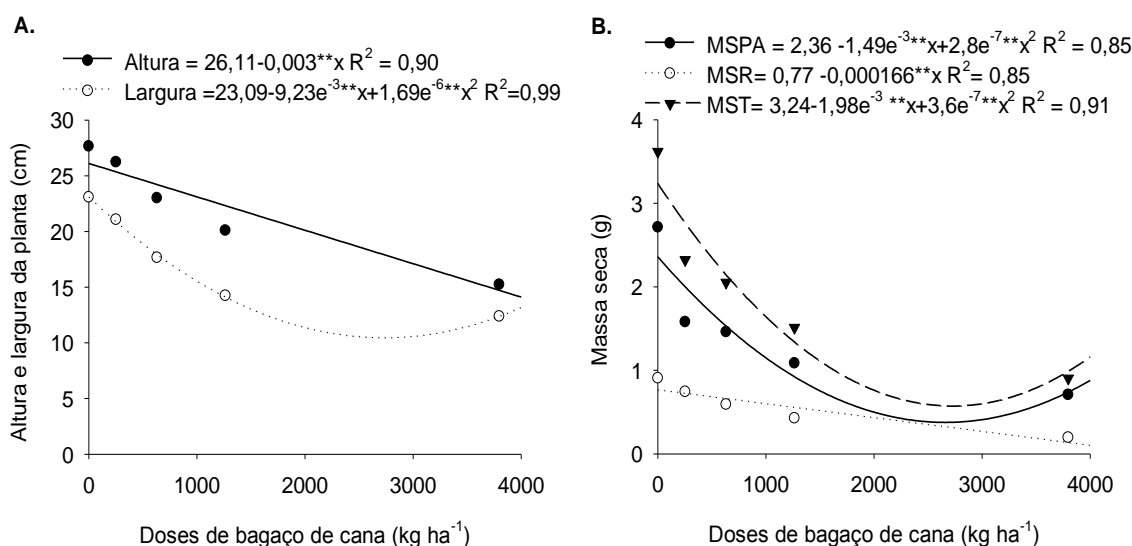 A.
Altura = 26,11-0,003**x R² = 0,90
Largura =23,09-9,23e⁻³**x+1,69e⁻⁶**x² R²=0,99
30
25
20
15
10
5
0
Altura e largura da planta (cm)
0 1000 2000 3000 4000
Doses de bagaço de cana (kg ha⁻¹)
B.
MSPA = 2,36 -1,49e⁻³**x+2,8e⁻⁷**x² R² = 0,85
MSR= 0,77 -0,000166**x R²= 0,85
MST= 3,24-1,98e⁻³ **x+3,6e⁻⁷**x² R² = 0,91
4
3
2
1
0
Massa seca (g)
0 1000 2000 3000 4000
Doses de bagaço de cana (kg ha⁻¹)